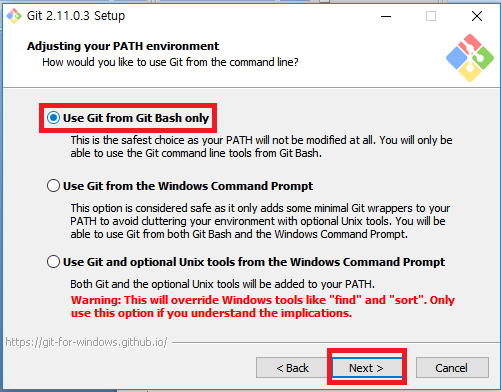 Git 2.11.0.3 Setup
Adjusting your PATH environment
How would you like to use Git from the command line?
Use Git from Git Bash only
This is the safest choice as your PATH will not be modified at all. You will only be
able to use the Git command line tools from Git Bash.
Use Git from the Windows Command Prompt
This option is considered safe as it only adds some minimal Git wrappers to your
PATH to avoid cluttering your environment with optional Unix tools. You will be
able to use Git from both Git Bash and the Windows Command Prompt.
Use Git and optional Unix tools from the Windows Command Prompt
Both Git and the optional Unix tools will be added to your PATH.
Warning: This will override Windows tools like "find" and "sort". Only
use this option if you understand the implications.
https://git-for-windows.github.io/
< Back
Next >
Cancel